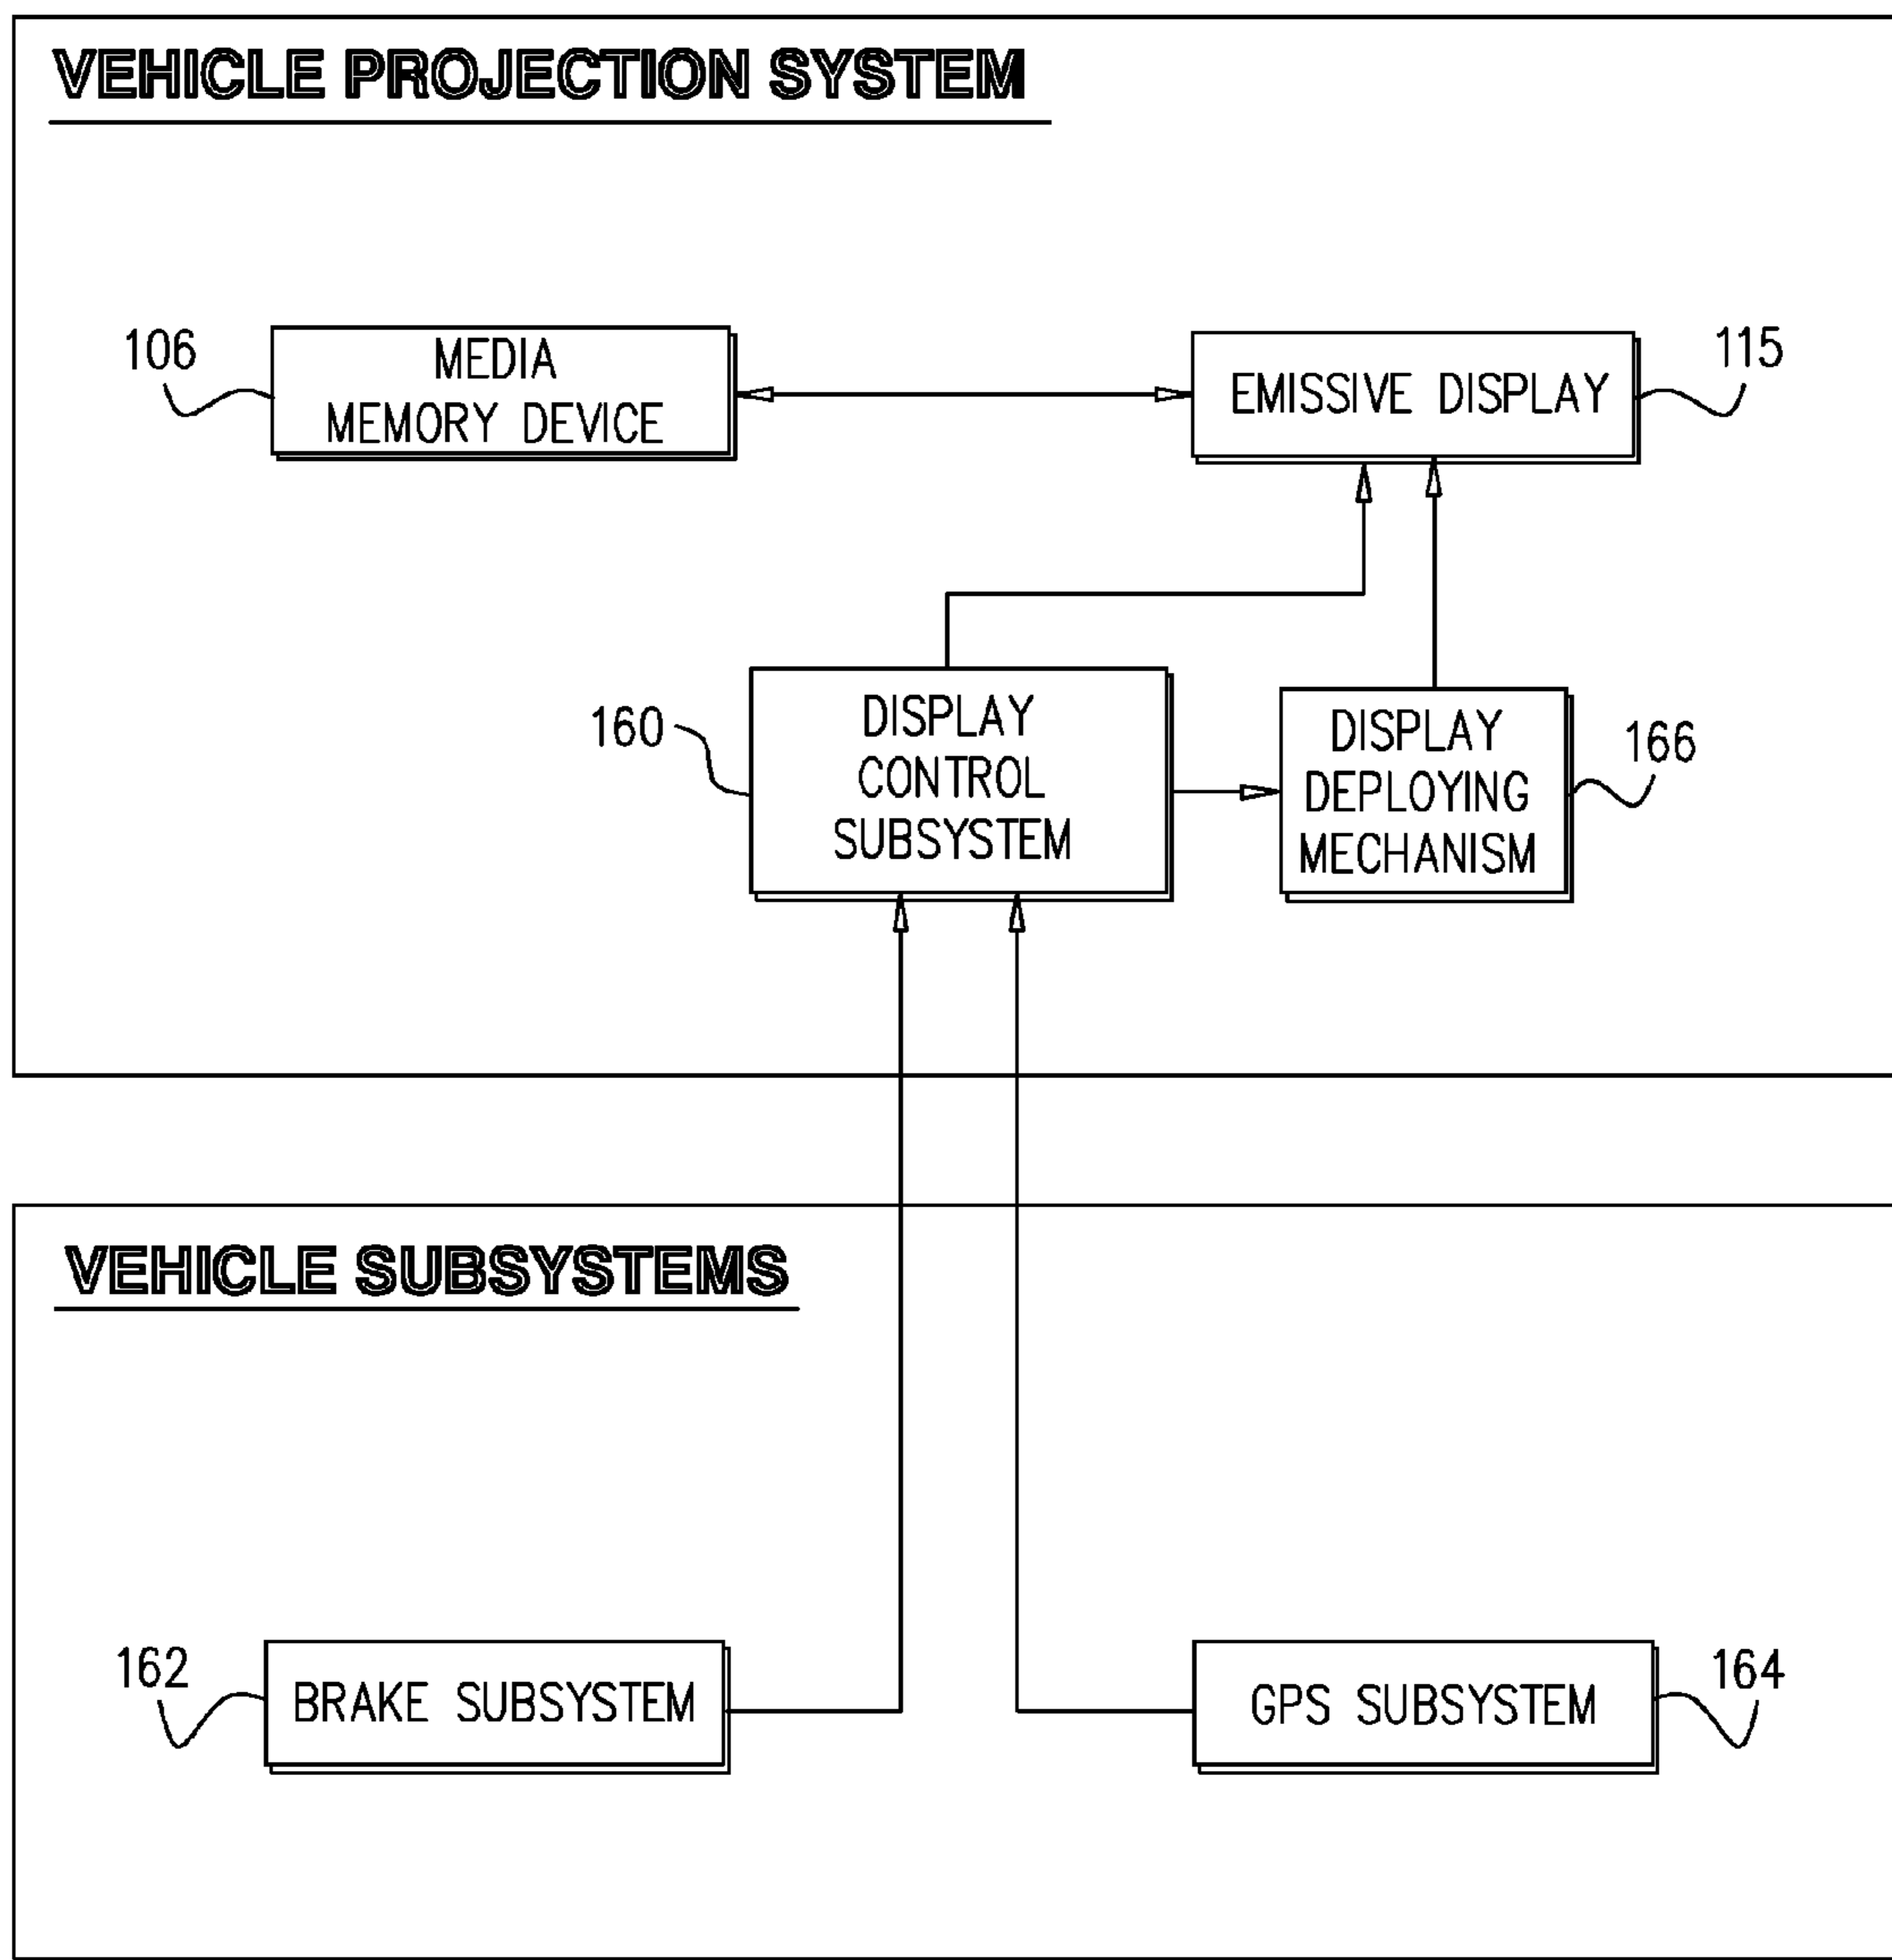 VEHICLE PROJECTION SYSTEM
106
MEDIA
MEMORY DEVICE
EMISSIVE DISPLAY
115
160
DISPLAY
CONTROL
SUBSYSTEM
DISPLAY
DEPLOYING
MECHANISM
166
VEHICLE SUBSYSTEMS
162
BRAKE SUBSYSTEM
GPS SUBSYSTEM
164